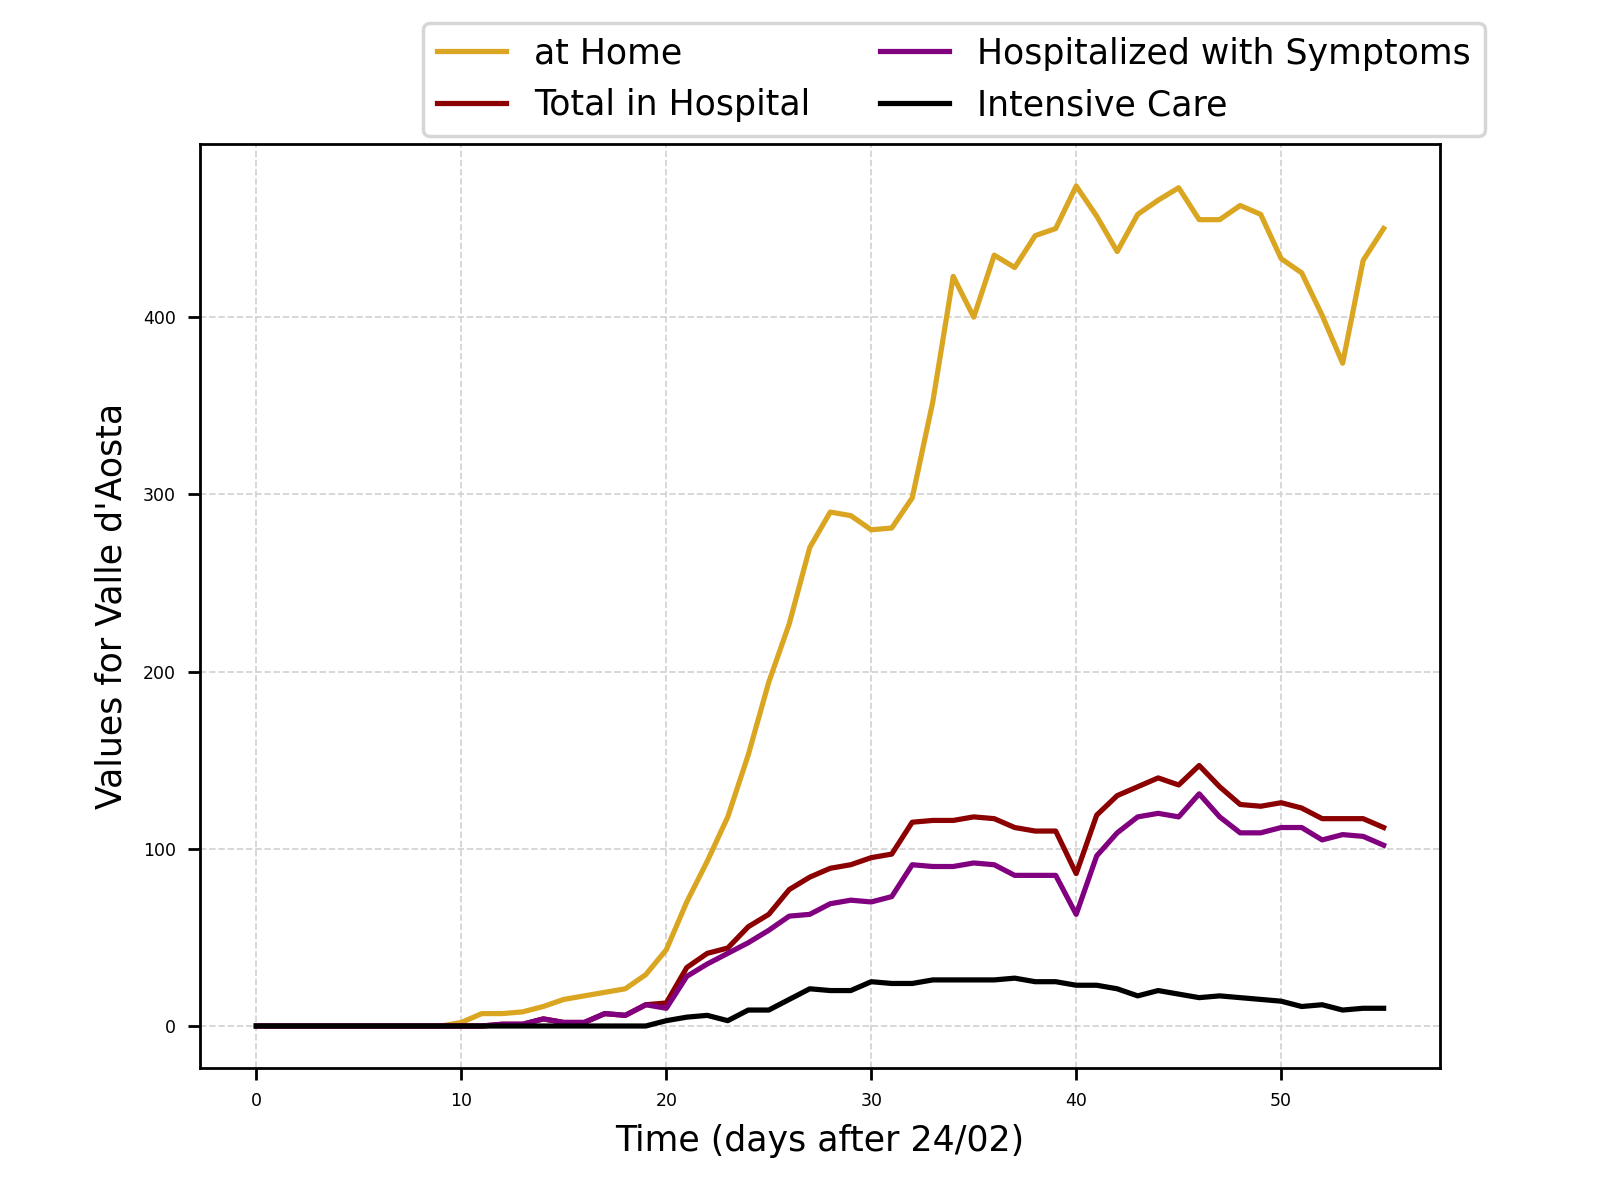 at Home
Total in Hospital
Hospitalized with Symptoms
Intensive Care
Values for Valle d'Aosta
400
300
200
100
0
0 10 20 30 40 50
Time (days after 24/02)